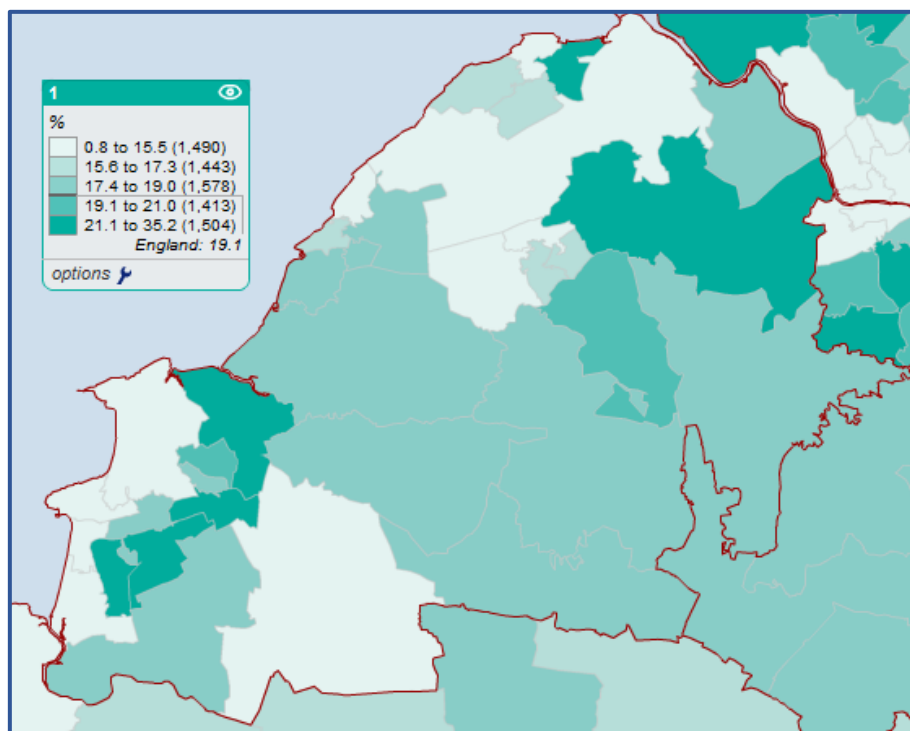 1
%
0.8 to 15.5 (1,490)
15.6 to 17.3 (1,443)
17.4 to 19.0 (1,578)
19.1 to 21.0 (1,413)
21.1 to 35.2 (1,504)
England: 19.1
options